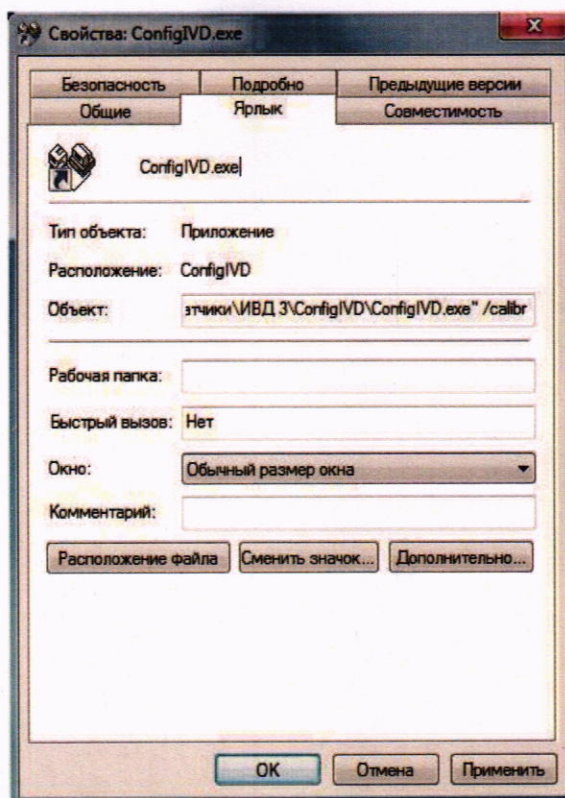 Свойства: ConfigIVD.exe
Безопасность Подробно Предыдущие версии
Общие Ярлык Совместимость
ConfigIVD.exe
Тип объекта: Приложение
Расположение: ConfigIVD
Объект: атчики\ИВД 3\ConfigIVD\ConfigIVD.exe" /calibr
Рабочая папка:
Быстрый вызов: Нет
Окно: Обычный размер окна
Комментарий:
Расположение файла Сменить значок... Дополнительно...
ОК Отмена Применить